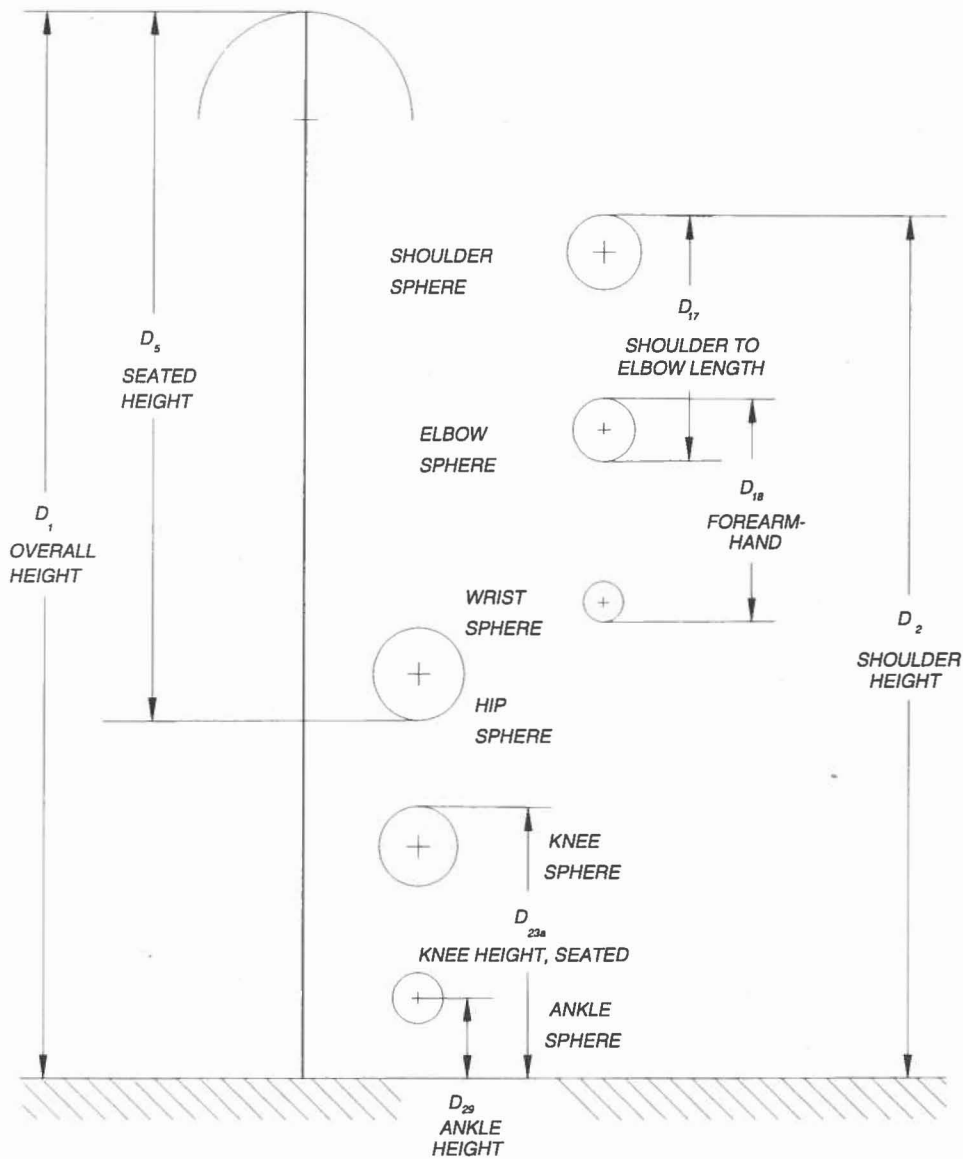 SHOULDER
SPHERE
D17
SHOULDER TO
ELBOW LENGTH
D5
SEATED
HEIGHT
ELBOW
SPHERE
D18
FOREARM-
HAND
D1
OVERALL
HEIGHT
WRIST
SPHERE
D2
SHOULDER
HEIGHT
HIP
SPHERE
KNEE
SPHERE
D23a
KNEE HEIGHT, SEATED
ANKLE
SPHERE
D29
ANKLE
HEIGHT